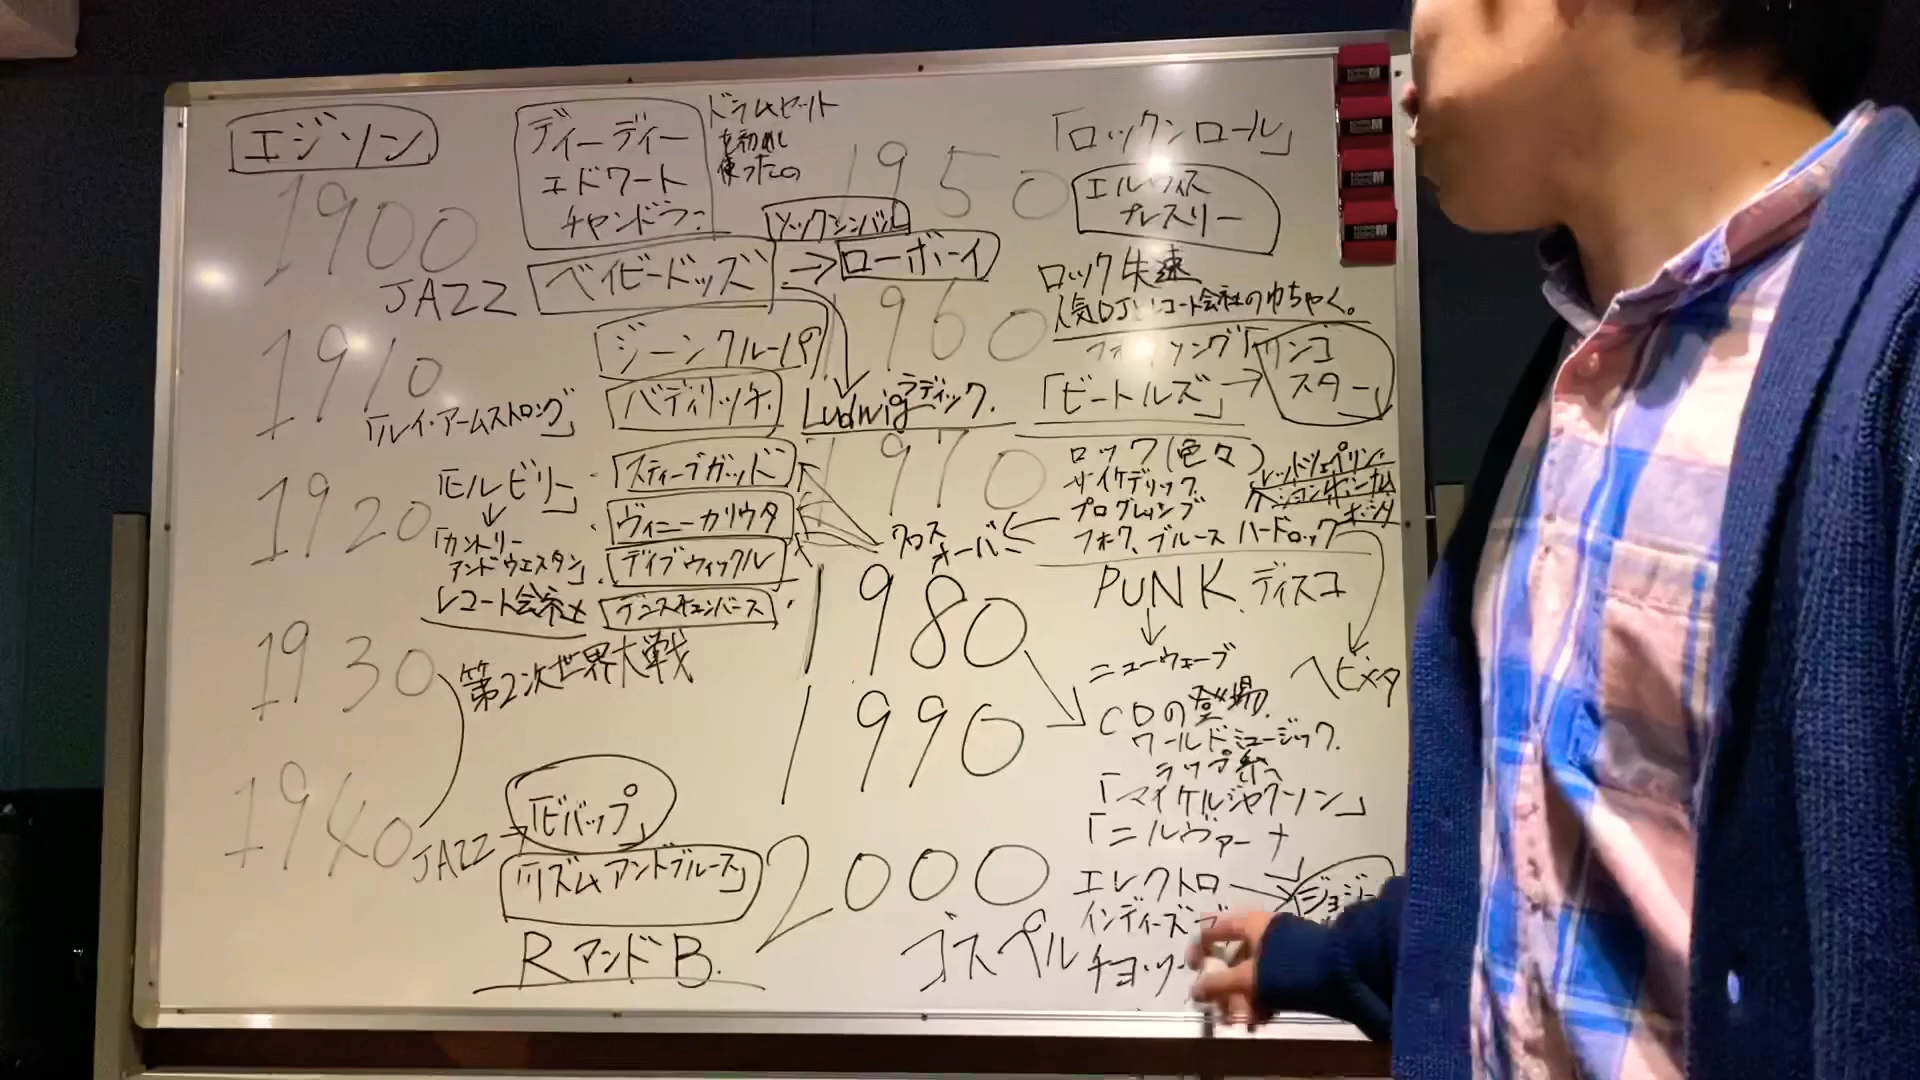 エジソン
1900
JAZZ
ディーディー
エドワート
チャンドラー
ドラムセット
を初めし
使ったの
ベイビードッズ
→
ソックシンバル
ローボーイ
1910
「ルイ・アームストロング」
ジーンクルーパ
バディリッチ
Ludwig
ラディック.
1920
「ヒルビリー」
↓
「カントリー
アンドウエスタン」
レコート会社
スティーブガッド
ヴィニーカリウタ
デイブウィックル
デニスチェンバース
1930
第2次世界大戦
1940
JAZZ→
「ビバップ」
「リズムアンドブルース」
RアンドB.
1950
「ロックンロール」
エルヴィス
プレスリー
ロック失速
人気DJとレコート会社のゆちゃく。
1960
「ビートルズ」→
リンゴ
スター
1970
ロック(色々)
サイケデリック
プログレッシブ
フォーク、ブルース ハードロック
レッドツェペリン
クロス
オーバー
1980
PUNK、ディスコ
↓
ニューウェーブ
ヘビメタ
1990
CDの登場.
ワールドミュージック.
ラップ系
「マイケルジャクソン」
「ニルヴァーナ
2000
エレクトロ
インディーズ
ゴスペル